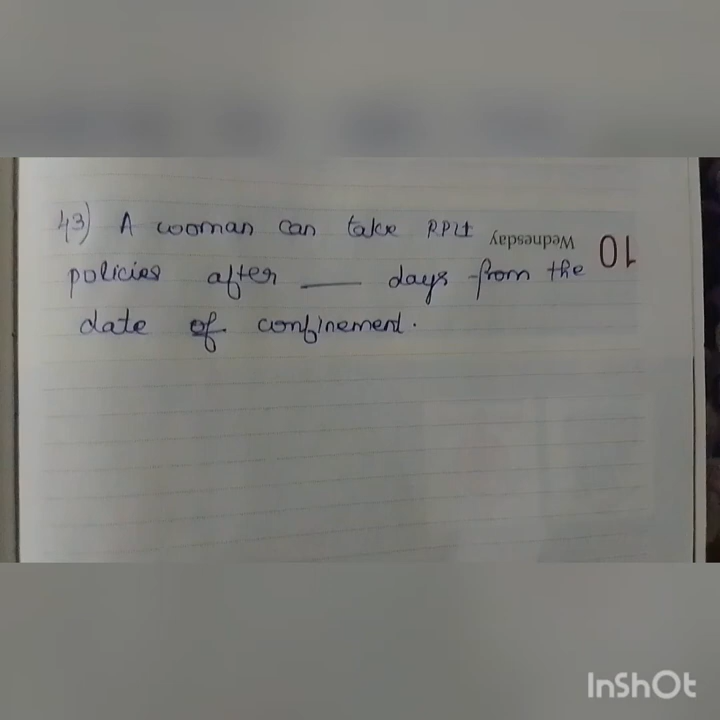 43) A woman can take RPLI
policies after ___ days from the
date of confinement.
Wednesday
10
InShOt